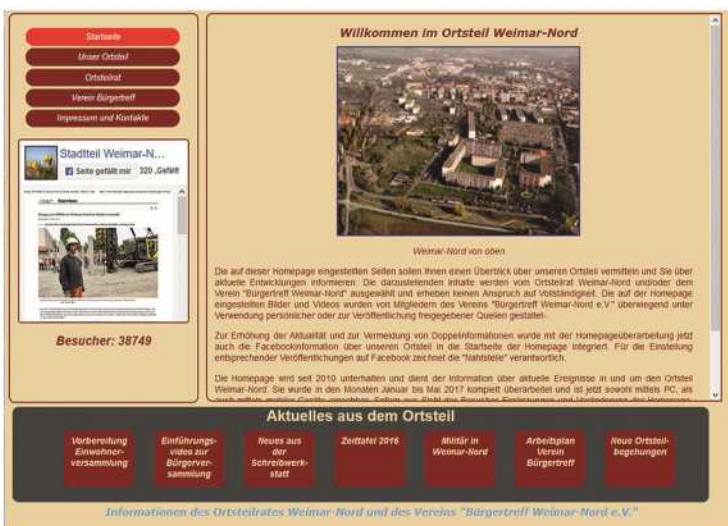 Startseite
Unser Ortsteil
Ortsteilrat
Verein Bürgertreff
Impressum und Kontakte
Stadtteil Weimar-N...
Seite gefällt mir 320 „Gefällt
Besucher: 38749
Willkommen im Ortsteil Weimar-Nord
Weimar-Nord von oben
Die auf dieser Homepage eingestellten Seiten sollen Ihnen einen Überblick über unseren Ortsteil vermitteln und Sie über
aktuelle Entwicklungen informieren. Die darzustellenden Inhalte werden vom Ortsteilrat Weimar-Nord und/oder dem
Verein "Bürgertreff Weimar-Nord" ausgewählt und erheben keinen Anspruch auf Vollständigkeit. Die auf der Homepage
eingestellten Bilder und Videos wurden von Mitgliedern des Vereins "Bürgertreff Weimar-Nord e.V." überwiegend unter
Verwendung persönlicher oder zur Veröffentlichung freigegebener Quellen gestaltet-.
Zur Erhöhung der Aktualität und zur Vermeidung von Doppelinformationen wurde mit der Homepageüberarbeitung jetzt
auch die Facebookinformation über unseren Ortsteil in die Startseite der Homepage integriert. Für die Einstellung
entsprechender Veröffentlichungen auf Facebook zeichnet die "Nahtstelle" verantwortlich.
Die Homepage wird seit 2010 unterhalten und dient der Information über aktuelle Ereignisse in und um den Ortsteil
Weimar-Nord. Sie wurde in den Monaten Januar bis Mai 2017 komplett überarbeitet und ist jetzt sowohl mittels PC, als
Aktuelles aus dem Ortsteil
Vorbereitung
Einwohner-
versammlung
Einführungs-
video zur
Bürgerver-
sammlung
Neues aus
der
Schreibwerk-
statt
Zeittafel 2016
Militär in
Weimar-Nord
Arbeitsplan
Verein
Bürgertreff
Neue Ortsteil-
begehungen
Informationen des Ortsteilrates Weimar-Nord und des Vereins "Bürgertreff Weimar-Nord e.V."